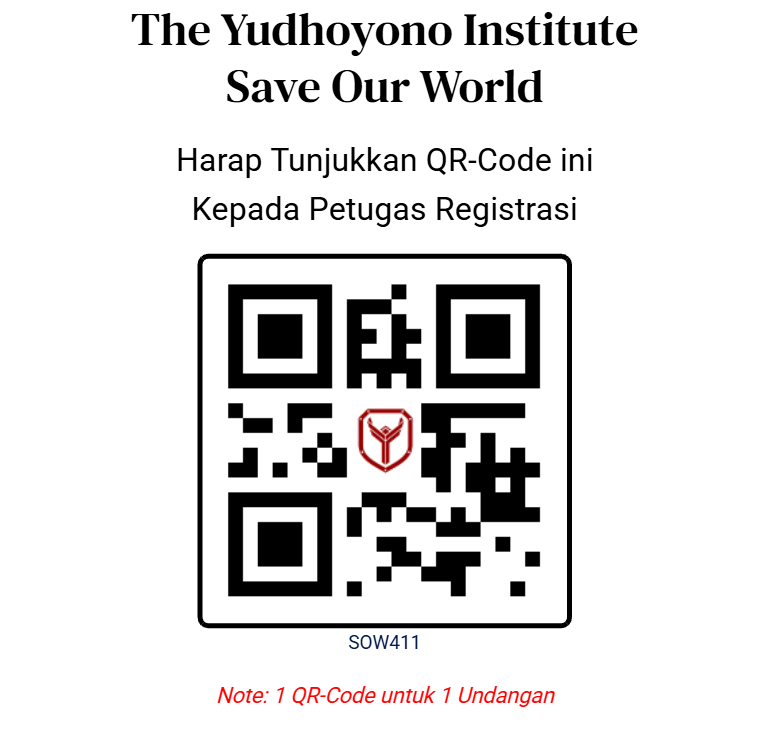 The Yudhoyono Institute
Save Our World
Harap Tunjukkan QR-Code ini
Kepada Petugas Registrasi
SOW411
Note: 1 QR-Code untuk 1 Undangan